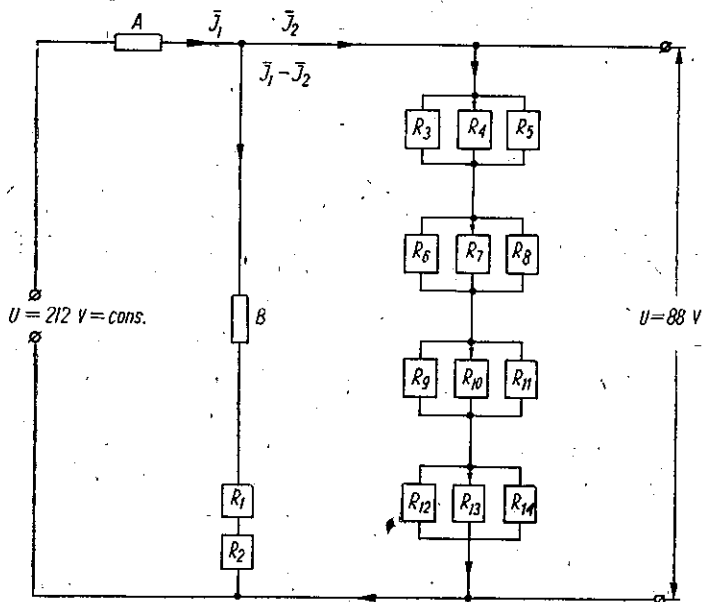 A
J̄₁
J̄₂
J̄₁–J̄₂
R₃ R₄ R₅
R₆ R₇ R₈
U = 212 V = cons.
B
U=88 V
R₉ R₁₀ R₁₁
R₁
R₁₂ R₁₃ R₁₄
R₂